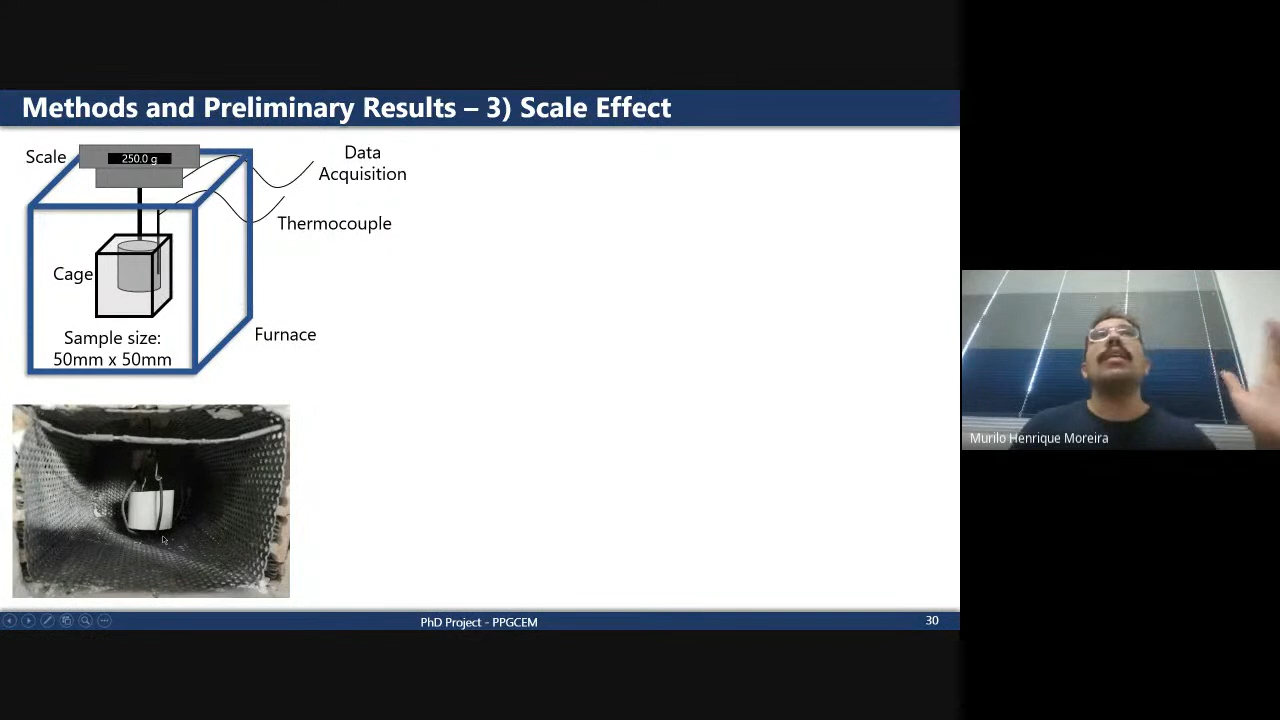 Methods and Preliminary Results – 3) Scale Effect
Scale
250.0 g
Data
Acquisition
Thermocouple
Cage
Sample size:
50mm x 50mm
Furnace
Murilo Henrique Moreira
PhD Project - PPGCEM
30